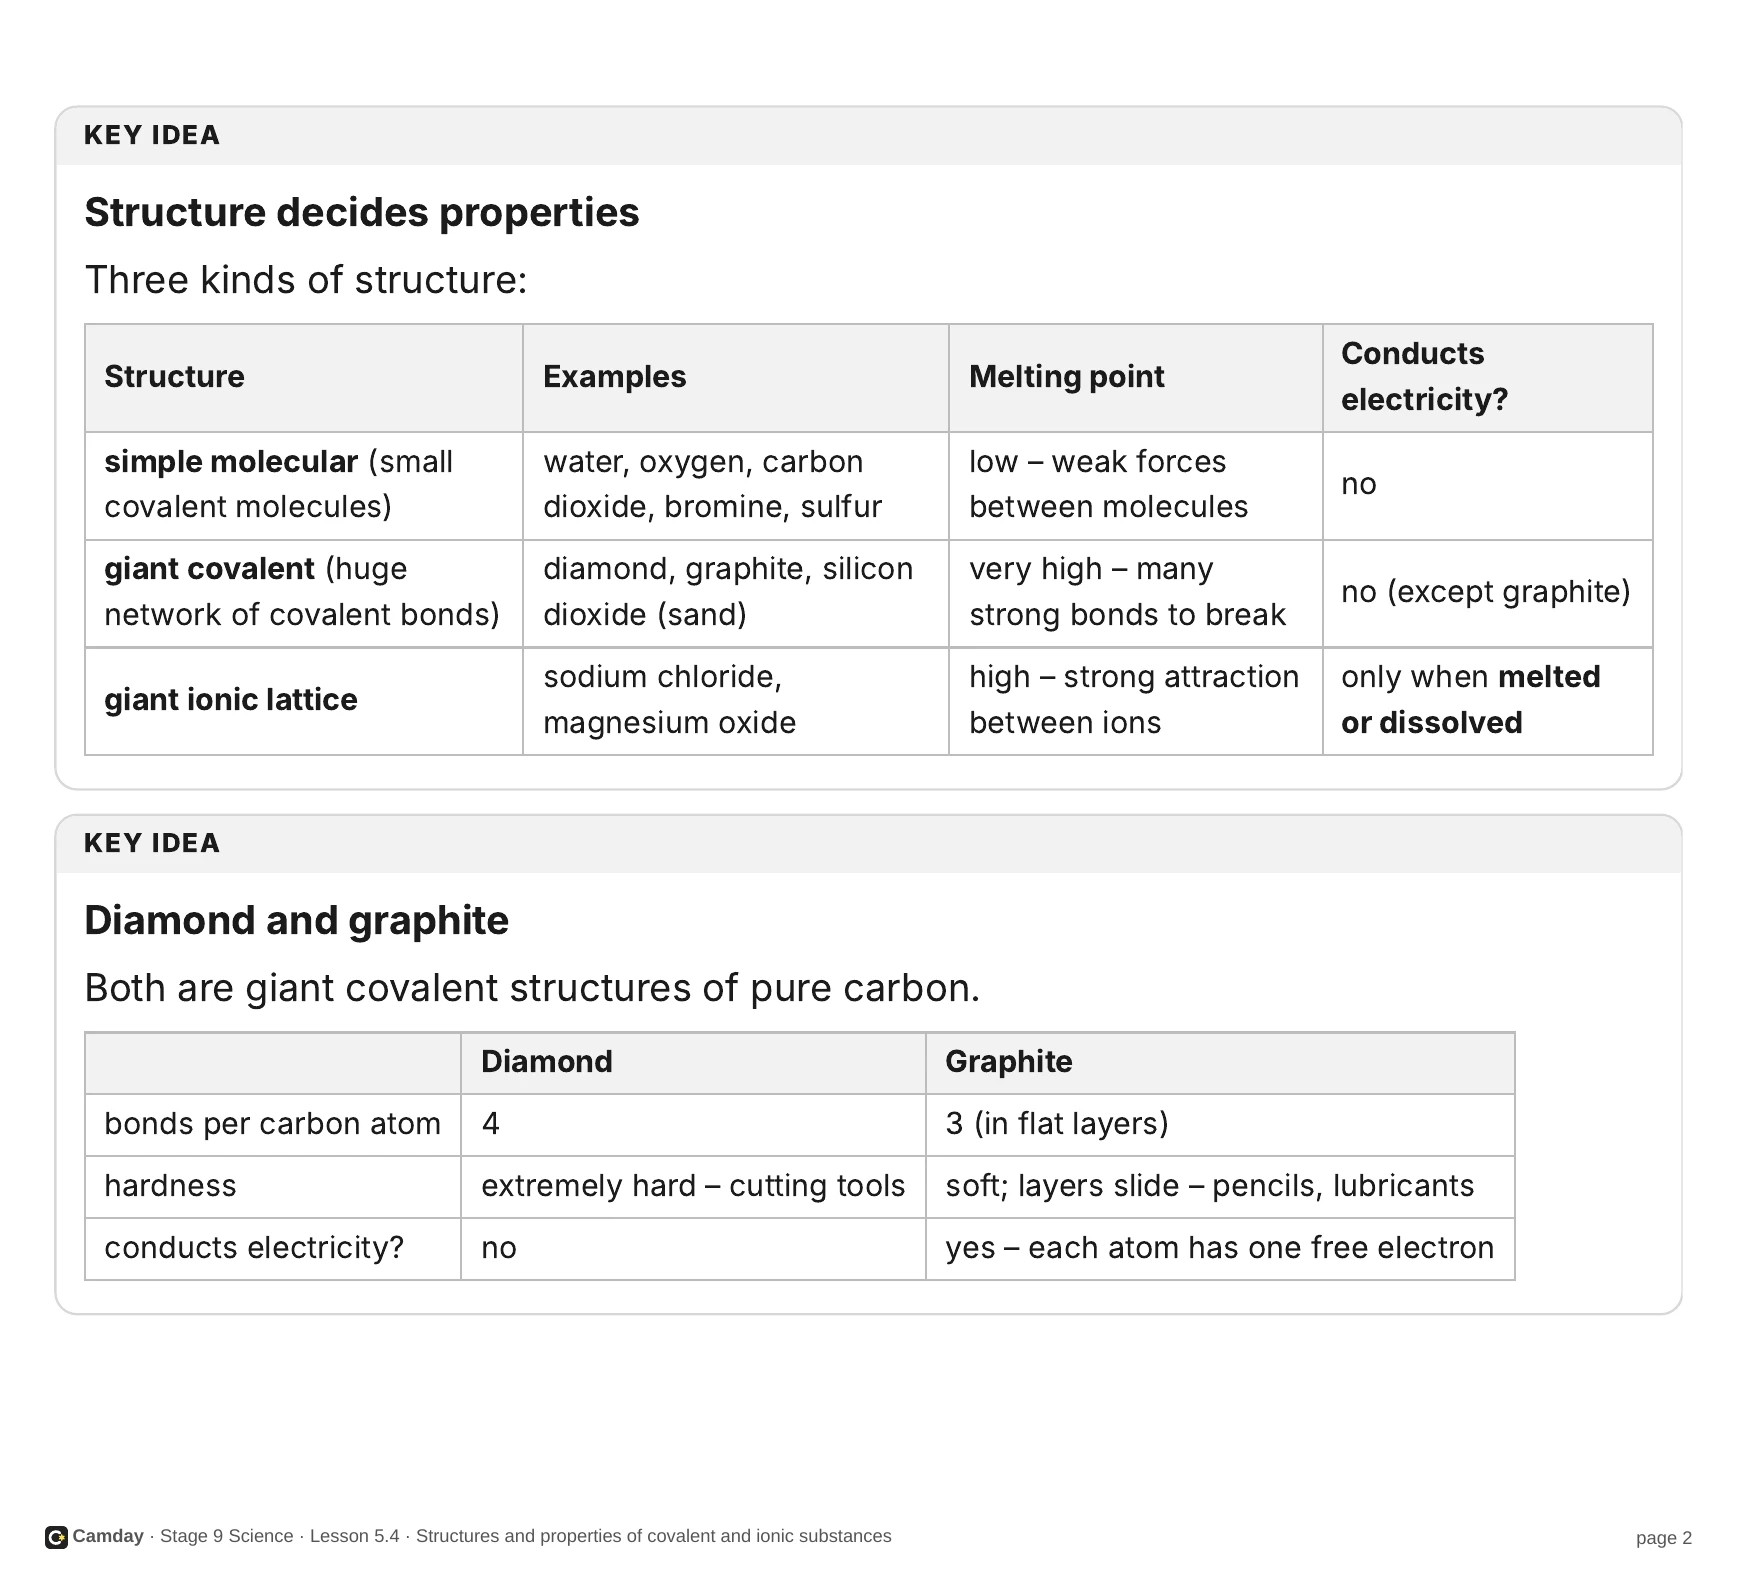 KEY IDEA
Structure decides properties
Three kinds of structure:
Structure
Examples
Melting point
Conducts
electricity?
simple molecular (small
covalent molecules)
water, oxygen, carbon
dioxide, bromine, sulfur
low – weak forces
between molecules
no
giant covalent (huge
network of covalent bonds)
diamond, graphite, silicon
dioxide (sand)
very high – many
strong bonds to break
no (except graphite)
giant ionic lattice
sodium chloride,
magnesium oxide
high – strong attraction
between ions
only when melted
or dissolved
KEY IDEA
Diamond and graphite
Both are giant covalent structures of pure carbon.
Diamond
Graphite
bonds per carbon atom
4
3 (in flat layers)
hardness
extremely hard – cutting tools
soft; layers slide – pencils, lubricants
conducts electricity?
no
yes – each atom has one free electron
Camday · Stage 9 Science · Lesson 5.4 · Structures and properties of covalent and ionic substances
page 2